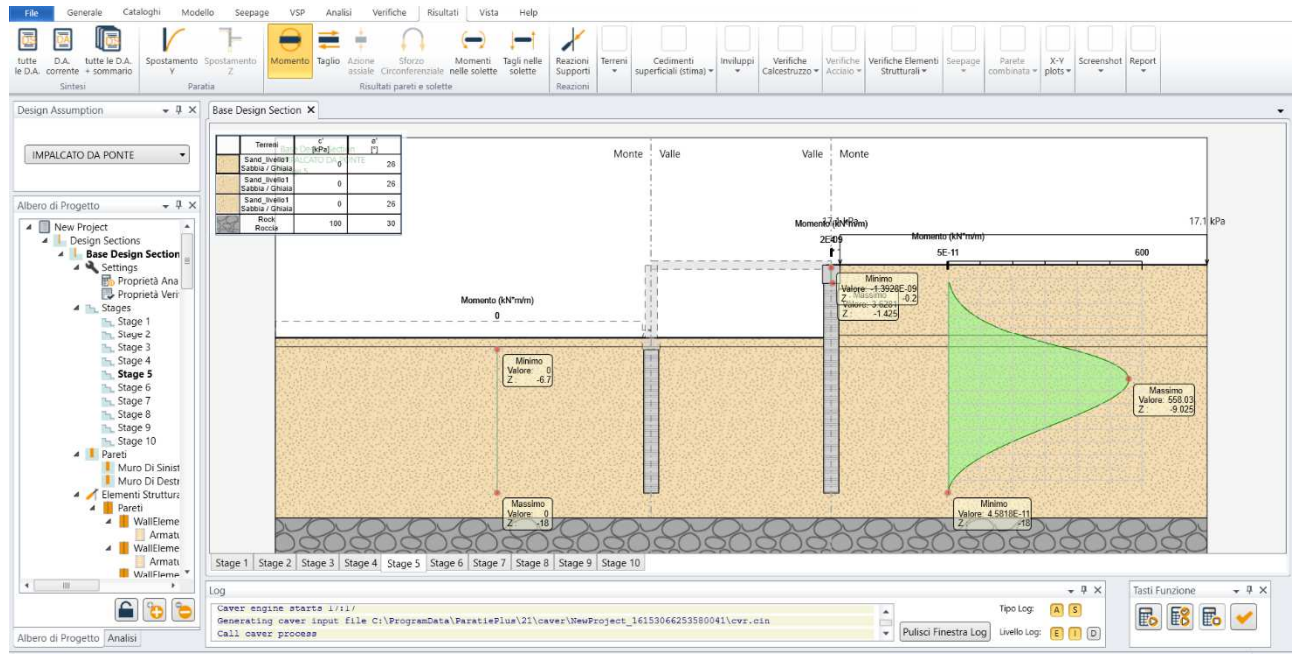 File Generale Cataloghi Modello Seepage VSP Analisi Verifiche Risultati Vista Help
tutte le D.A. D.A. corrente tutte le D.A. + sommario Spostamento Y Spostamento Z Momento Taglio Azione assiale Sforzo Circonferenziale Momenti nelle solette Tagli nelle solette Reazioni Supporti Terreni Cedimenti superficiali (stima) Inviluppi Verifiche Calcestruzzo Verifiche Acciaio Verifiche Elementi Strutturali Seepage Parete combinata X-Y plots Screenshot Report
Sintesi Paratia Risultati pareti e solette Reazioni
Design Assumption
IMPALCATO DA PONTE
Albero di Progetto
New Project
Design Sections
Base Design Section
Settings
Proprietà Ana
Proprietà Veri
Stages
Stage 1
Stage 2
Stage 3
Stage 4
Stage 5
Stage 6
Stage 7
Stage 8
Stage 9
Stage 10
Pareti
Muro Di Sinist
Muro Di Destr
Elementi Struttura
Pareti
WallEleme
Armatu
WallEleme
Armatu
WallEleme
Albero di Progetto Analisi
Base Design Section
Terreni c' [kPa] ø' [°]
Sand_livello1 Sabbia / Ghiaia 0 26
Sand_livello1 Sabbia / Ghiaia 0 26
Sand_livello1 Sabbia / Ghiaia 0 26
Rock Roccia 100 30
Monte Valle Valle Monte
17.1 kPa 17.1 kPa
Momento (kN*m/m)
Momento (kN*m/m)
5E-11 600
Momento (kN*m/m)
0
Minimo
Valore: -1.3928E-09
Z : -0.2
Massimo
Z : -1.425
Minimo
Valore: 0
Z : -6.7
Massimo
Valore: 558.03
Z : -9.025
Massimo
Valore: 0
Z : -18
Minimo
Valore: 4.5818E-11
Z : -18
Stage 1 Stage 2 Stage 3 Stage 4 Stage 5 Stage 6 Stage 7 Stage 8 Stage 9 Stage 10
Log
Caver engine starts 17:17
Generating caver input file C:\ProgramData\ParatiePlus\21\caver\NewProject_16153066253580041\cvr.cin
Call caver process
Pulisci Finestra Log
Tipo Log: A S
Livello Log: E I D
Tasti Funzione